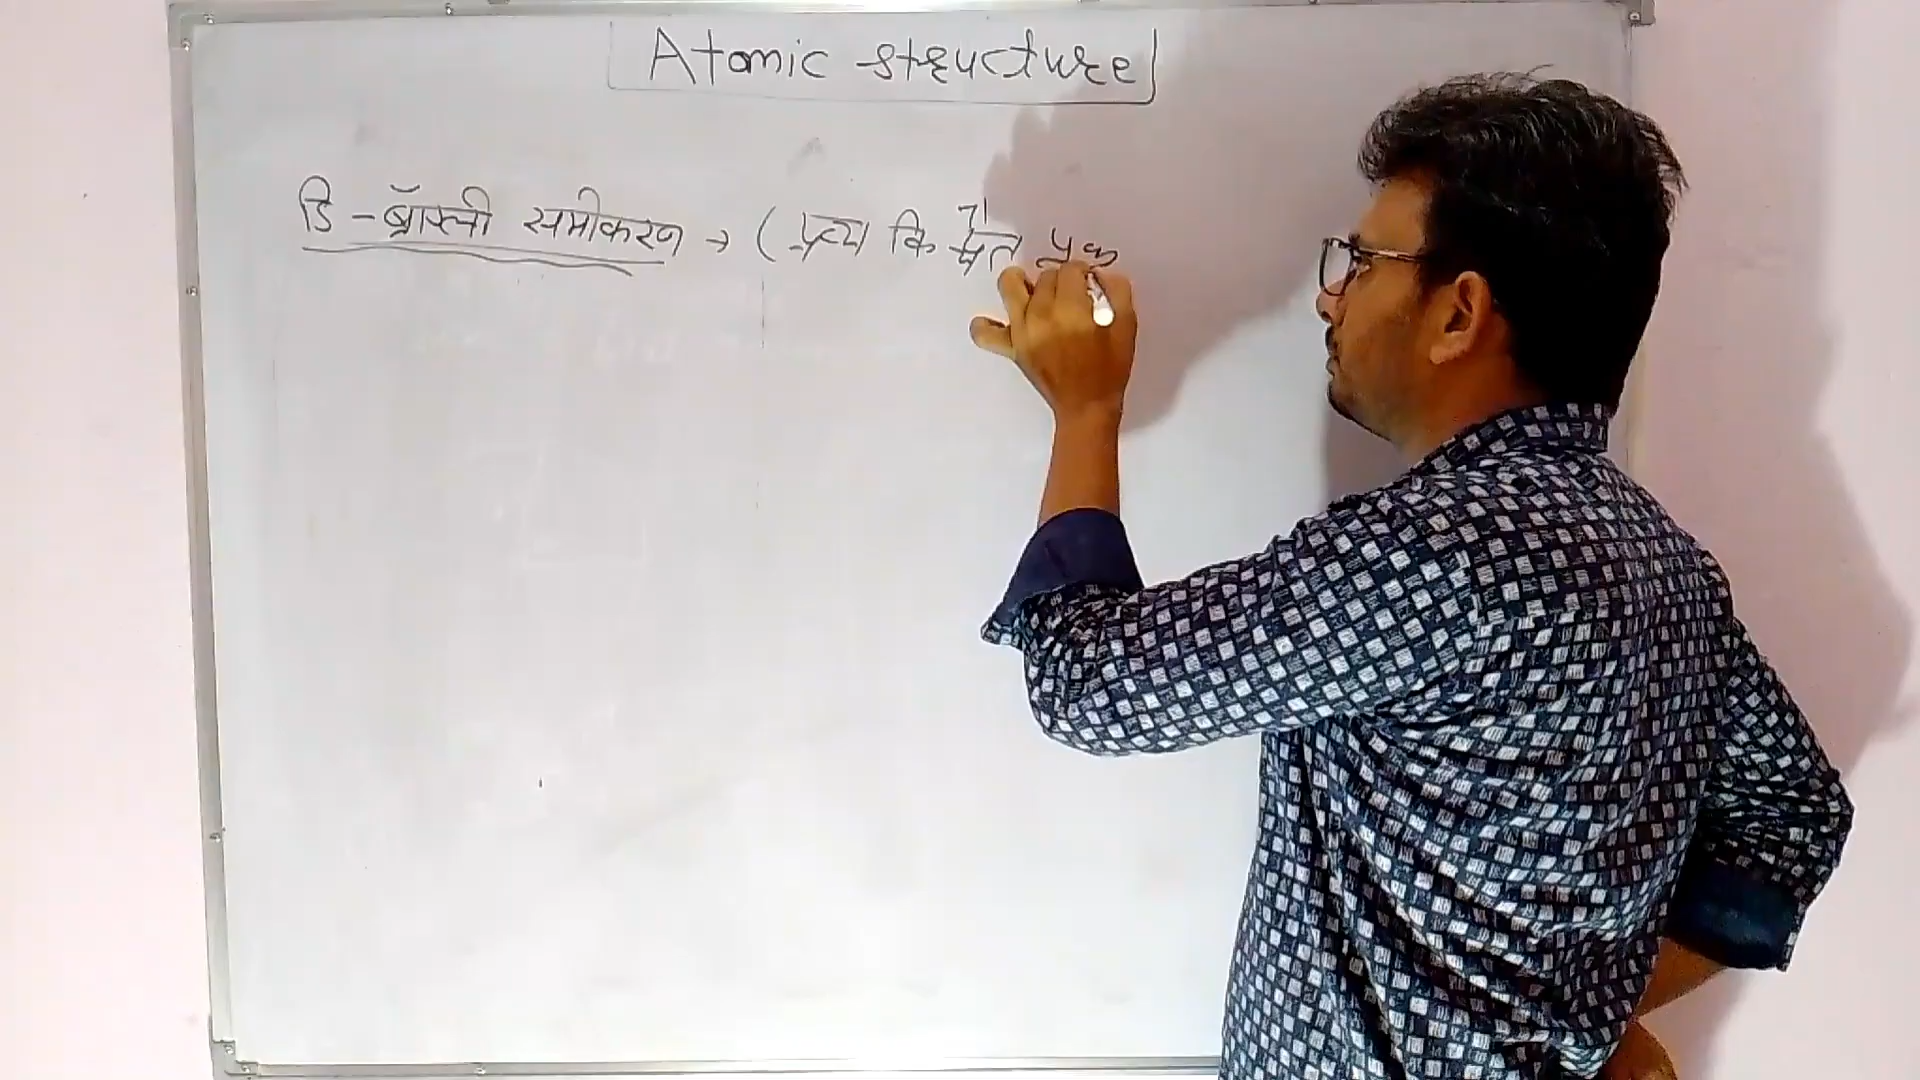 Atomic structure
डि-ब्रॉग्ली समीकरण → ( द्रव्य कि